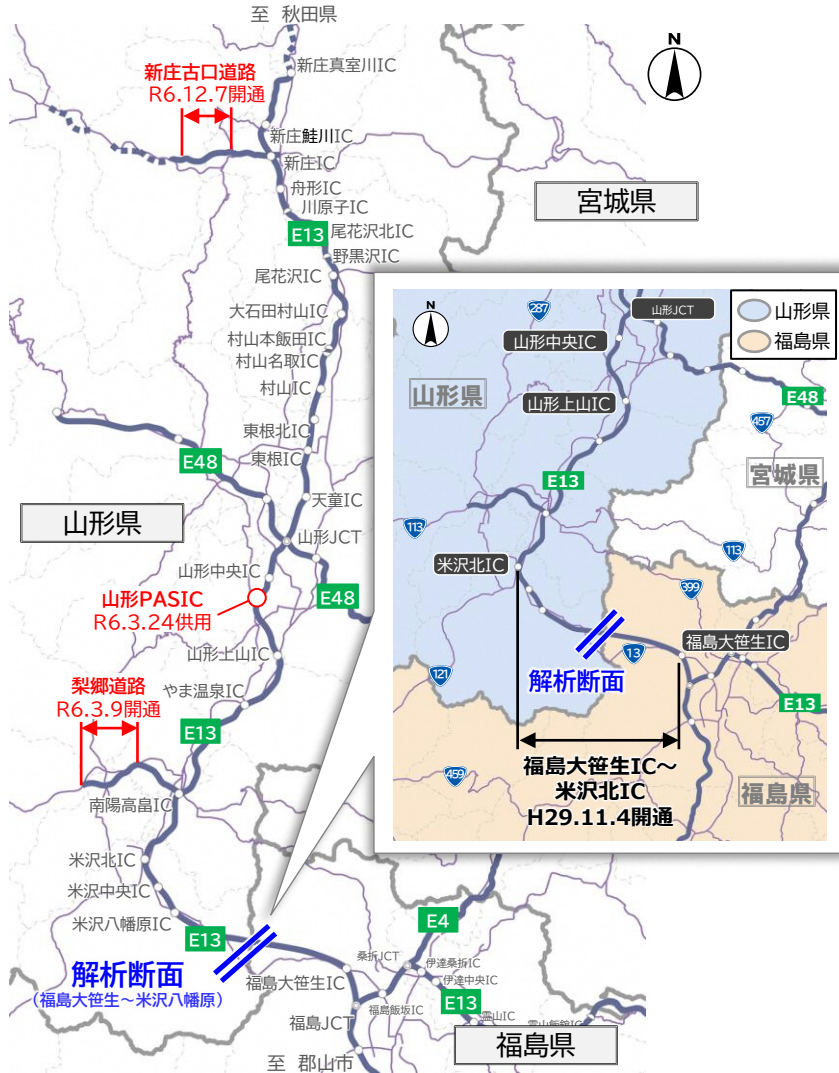 至 秋田県
新庄真室川IC
N
新庄古口道路
R6.12.7開通
新庄鮭川IC
新庄IC
舟形IC
川原子IC
宮城県
E13
尾花沢北IC
野黒沢IC
尾花沢IC
大石田村山IC
村山本飯田IC
村山名取IC
村山IC
東根北IC
E48
東根IC
天童IC
山形県
山形JCT
山形中央IC
山形PASIC
R6.3.24供用
E48
山形上山IC
梨郷道路
R6.3.9開通
やま温泉IC
E13
南陽高畠IC
米沢北IC
米沢中央IC
米沢八幡原IC
E13
解析断面
(福島大笹生~米沢八幡原)
E4
桑折JCT
伊達桑折IC
伊達中央IC
福島大笹生IC
福島飯坂IC
E13
霊山IC
霊山飯舘IC
福島JCT
福島県
至 郡山市
N
287
山形JCT
山形県
福島県
山形中央IC
山形県
山形上山IC
E48
457
宮城県
E13
113
113
米沢北IC
399
福島大笹生IC
13
121
解析断面
E13
459
福島大笹生IC~
米沢北IC
H29.11.4開通
福島県